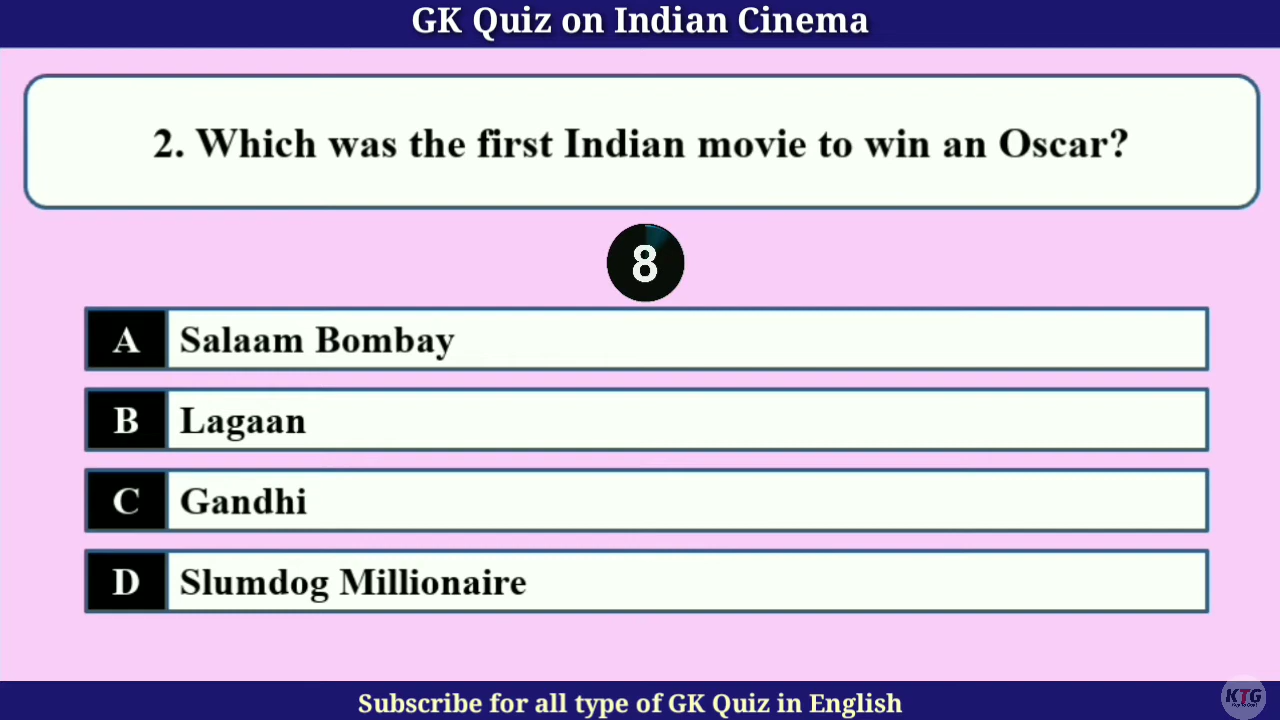 GK Quiz on Indian Cinema
2. Which was the first Indian movie to win an Oscar?
8
A Salaam Bombay
B Lagaan
C Gandhi
D Slumdog Millionaire
Subscribe for all type of GK Quiz in English
KTG